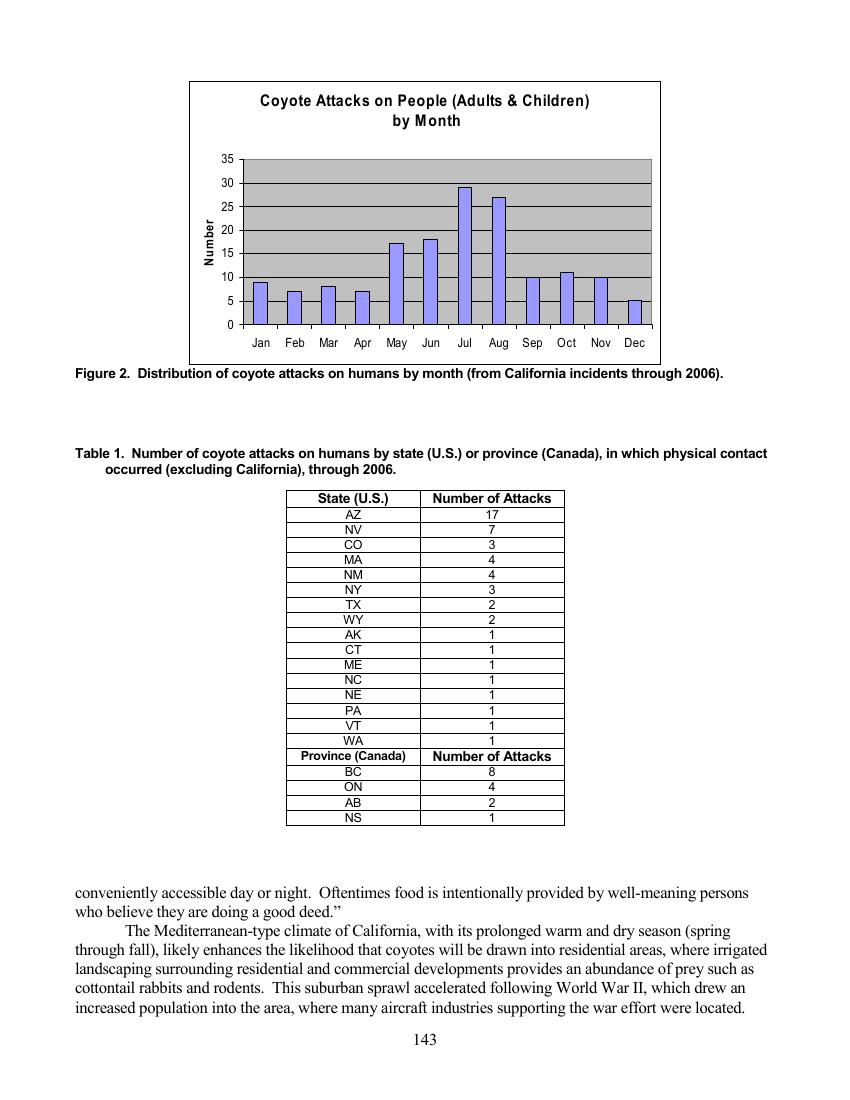 Coyote Attacks on People (Adults & Children)
by Month
35
30
25
20
15
10
5
0
Number
Jan Feb Mar Apr May Jun Jul Aug Sep Oct Nov Dec
Figure 2. Distribution of coyote attacks on humans by month (from California incidents through 2006).
Table 1. Number of coyote attacks on humans by state (U.S.) or province (Canada), in which physical contact
occurred (excluding California), through 2006.
State (U.S.) Number of Attacks
AZ 17
NV 7
CO 3
MA 4
NM 4
NY 3
TX 2
WY 2
AK 1
CT 1
ME 1
NC 1
NE 1
PA 1
VT 1
WA 1
Province (Canada) Number of Attacks
BC 8
ON 4
AB 2
NS 1
conveniently accessible day or night. Oftentimes food is intentionally provided by well-meaning persons
who believe they are doing a good deed.”
The Mediterranean-type climate of California, with its prolonged warm and dry season (spring
through fall), likely enhances the likelihood that coyotes will be drawn into residential areas, where irrigated
landscaping surrounding residential and commercial developments provides an abundance of prey such as
cottontail rabbits and rodents. This suburban sprawl accelerated following World War II, which drew an
increased population into the area, where many aircraft industries supporting the war effort were located.
143